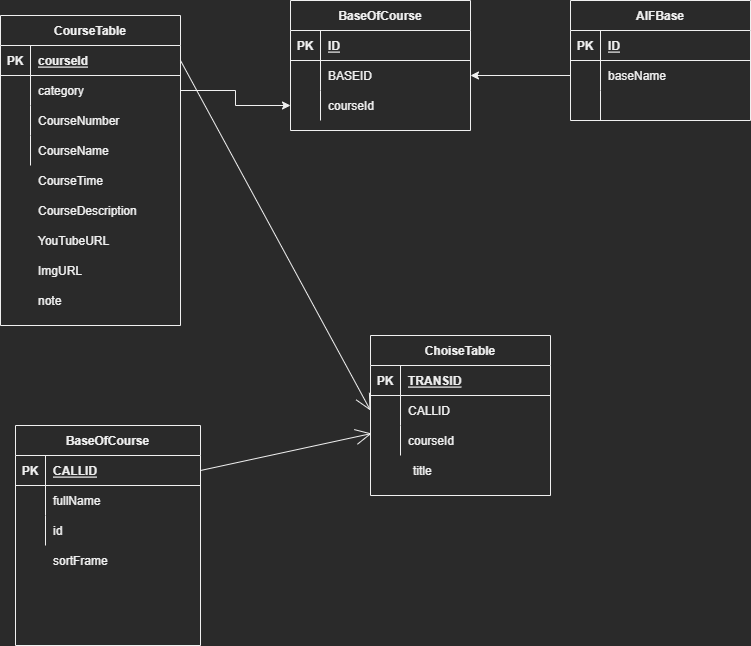 CourseTable
PK courseId
category
CourseNumber
CourseName
CourseTime
CourseDescription
YouTubeURL
ImgURL
note
BaseOfCourse
PK ID
BASEID
courseId
AIFBase
PK ID
baseName
ChoiseTable
PK TRANSID
CALLID
courseId
title
BaseOfCourse
PK CALLID
fullName
id
sortFrame